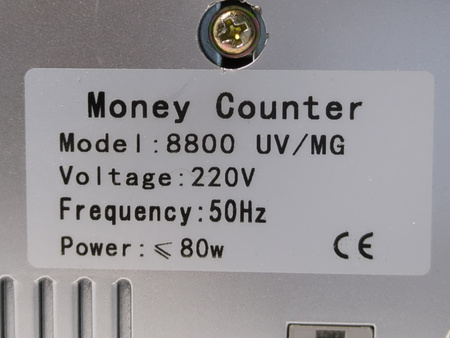 Money Counter
Model:8800 UV/MG
Voltage:220V
Frequency:50Hz
Power:≤80w CE